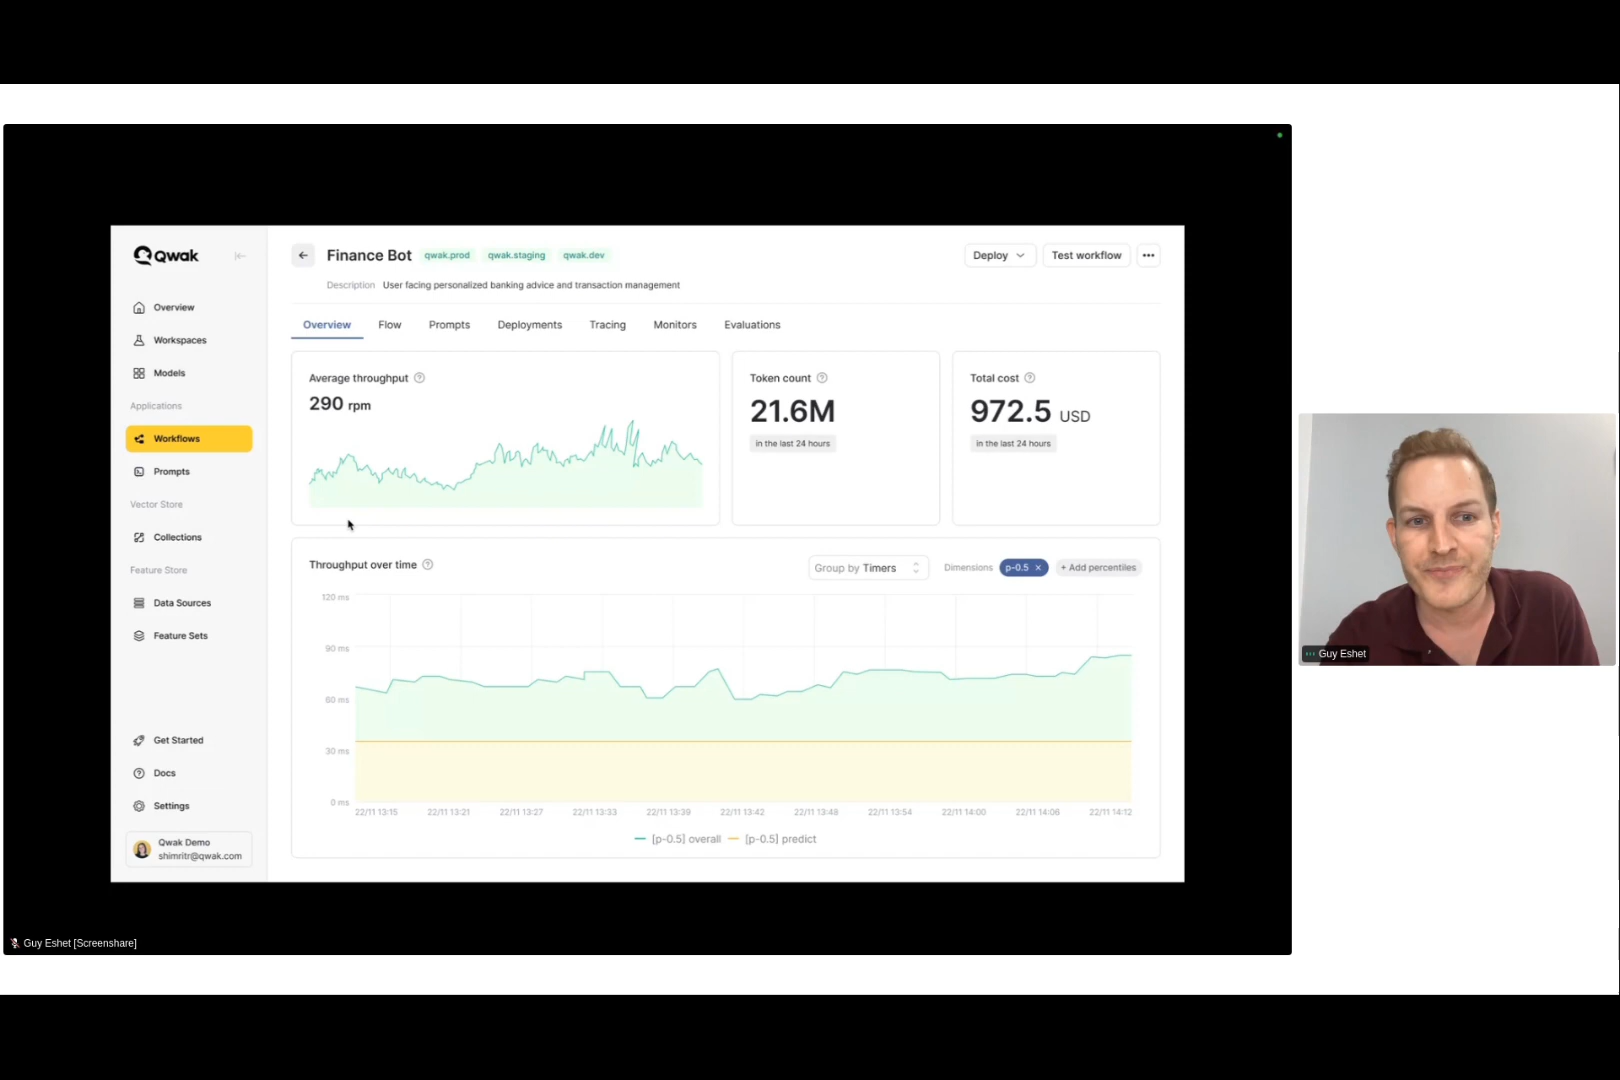 Qwak
Overview
Workspaces
Models
Applications
Workflows
Prompts
Vector Store
Collections
Feature Store
Data Sources
Feature Sets
Get Started
Docs
Settings
Qwak Demo
shimritr@qwak.com
Finance Bot qwak.prod qwak.staging qwak.dev
Deploy Test workflow
Description User facing personalized banking advice and transaction management
Overview Flow Prompts Deployments Tracing Monitors Evaluations
Average throughput
290 rpm
Token count
21.6M
in the last 24 hours
Total cost
972.5 USD
in the last 24 hours
Throughput over time
Group by Timers
Dimensions p-0.5 × + Add percentiles
120 ms
90 ms
60 ms
30 ms
0 ms
22/11 13:15 22/11 13:21 22/11 13:27 22/11 13:33 22/11 13:39 22/11 13:42 22/11 13:48 22/11 13:54 22/11 14:00 22/11 14:06 22/11 14:12
[p-0.5] overall [p-0.5] predict
Guy Eshet
Guy Eshet [Screenshare]